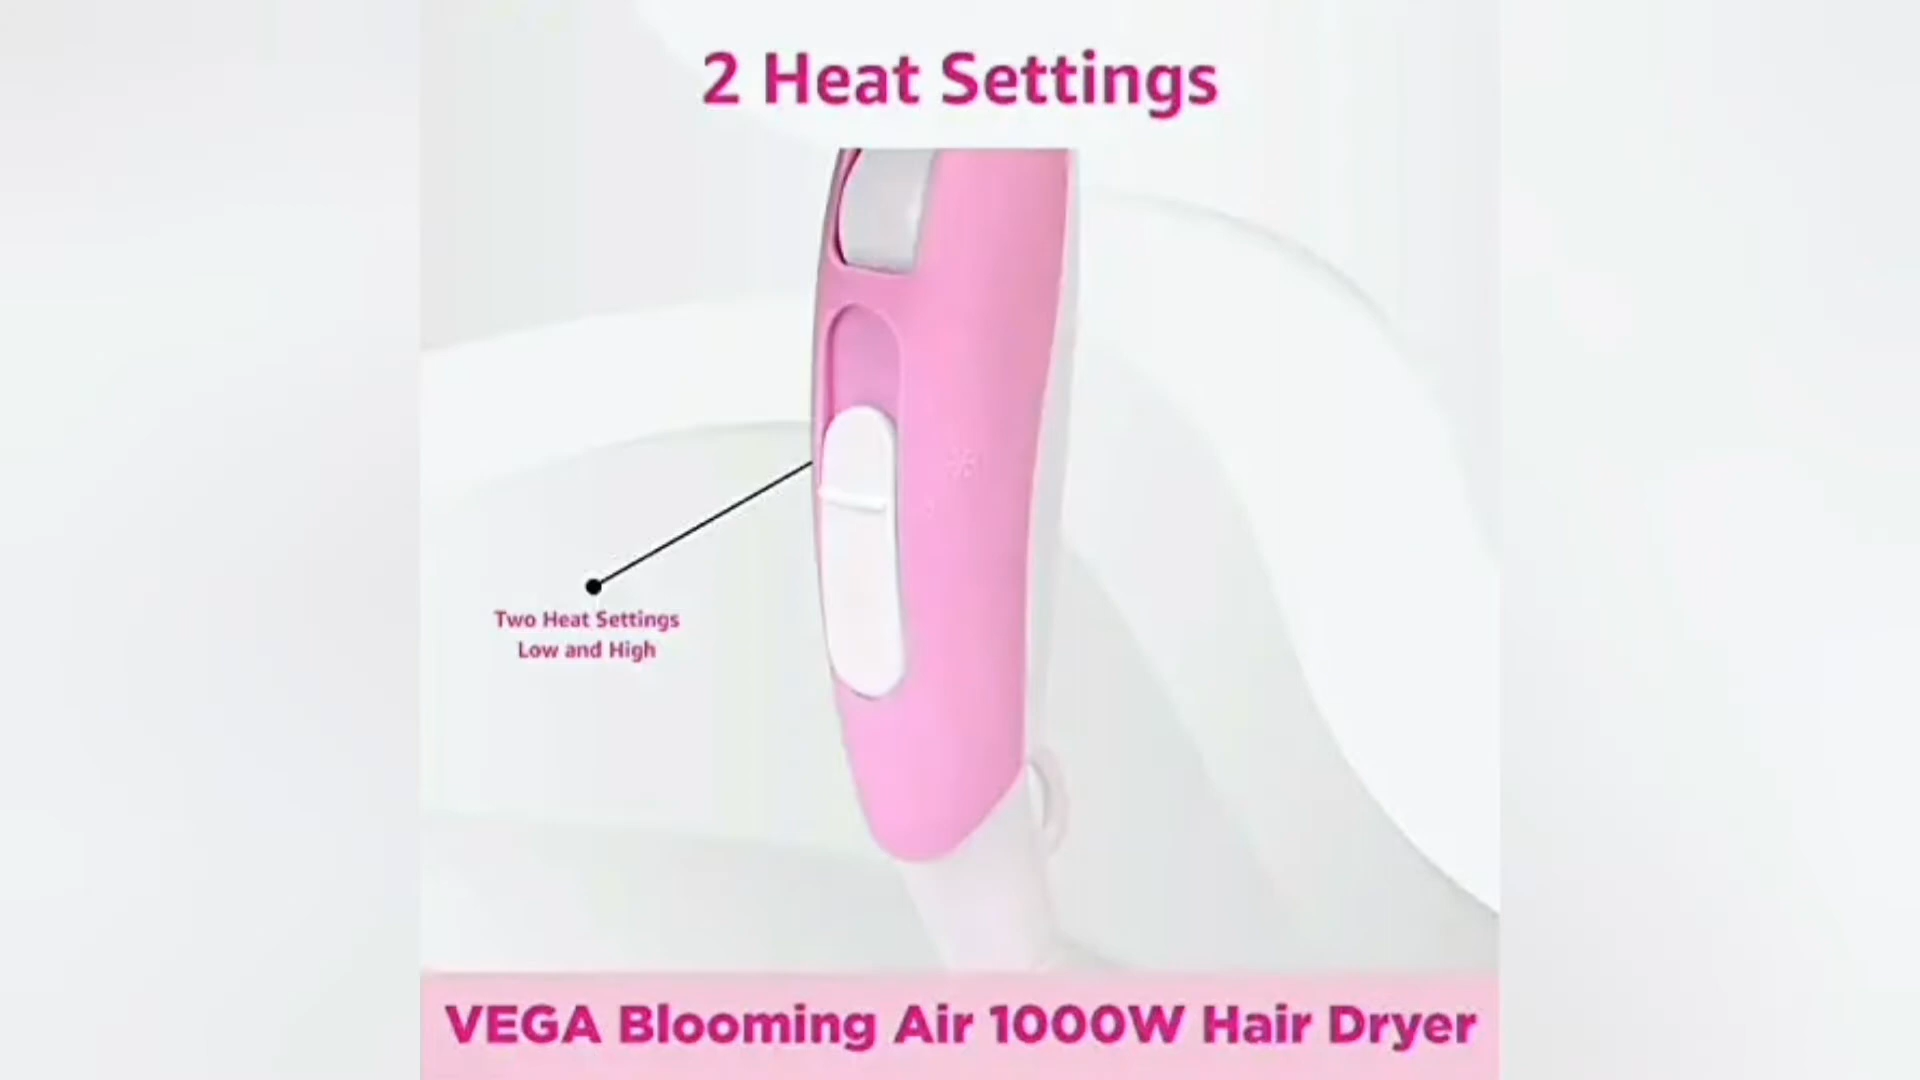 2 Heat Settings
Two Heat Settings
Low and High
VEGA Blooming Air 1000W Hair Dryer